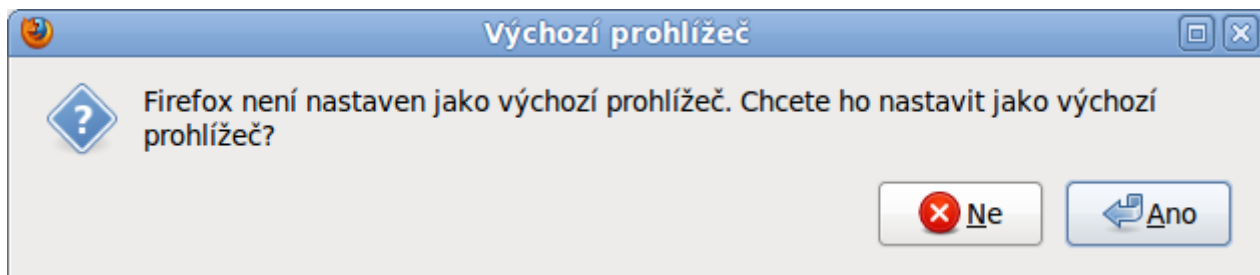 Výchozí prohlížeč
Firefox není nastaven jako výchozí prohlížeč. Chcete ho nastavit jako výchozí
prohlížeč?
Ne
Ano